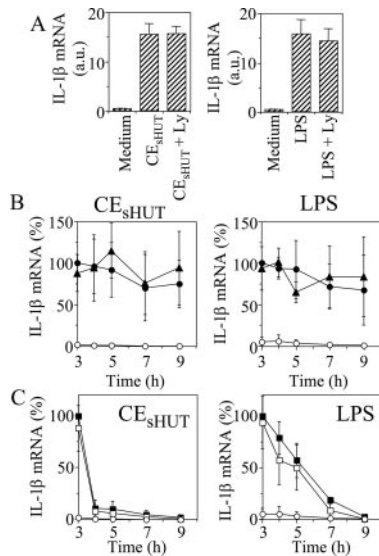 A
IL-1β mRNA (a.u.)
20
10
0
Medium
CEsHUT
CEsHUT + Ly
IL-1β mRNA (a.u.)
20
10
0
Medium
LPS
LPS + Ly
B
CEsHUT
IL-1β mRNA (%)
150
100
50
0
3
5
7
9
Time (h)
LPS
IL-1β mRNA (%)
150
100
50
0
3
5
7
9
Time (h)
C
CEsHUT
IL-1β mRNA (%)
100
50
0
3
5
7
9
Time (h)
LPS
IL-1β mRNA (%)
100
50
0
3
5
7
9
Time (h)